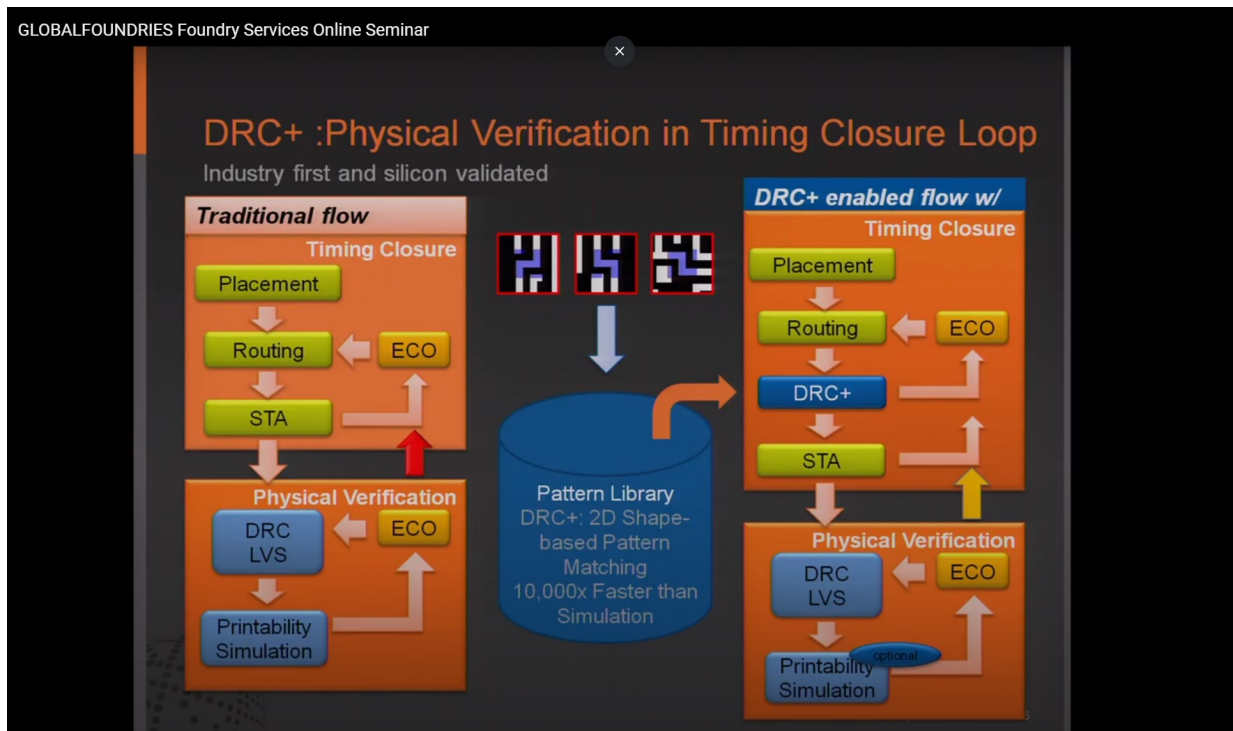 GLOBALFOUNDRIES Foundry Services Online Seminar
DRC+ :Physical Verification in Timing Closure Loop
Industry first and silicon validated
Traditional flow
Timing Closure
Placement
Routing
ECO
STA
Physical Verification
DRC
LVS
ECO
Printability
Simulation
Pattern Library
DRC+: 2D Shape-
based Pattern
Matching
10,000x Faster than
Simulation
DRC+ enabled flow w/
Timing Closure
Placement
Routing
ECO
DRC+
STA
Physical Verification
DRC
LVS
ECO
optional
Printability
Simulation